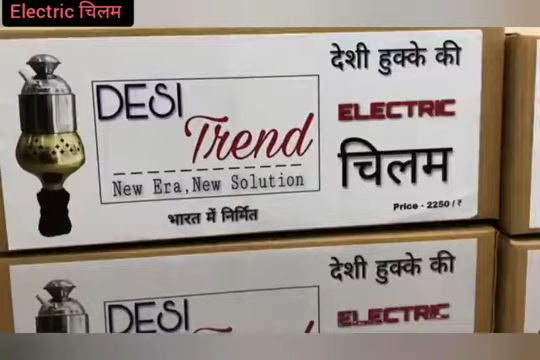 Electric चिलम
DESI
Trend
New Era,New Solution
भारत में निर्मित
देशी हुक्के की
ELECTRIC
चिलम
Price - 2250/₹
देशी हुक्के की
ELECTRIC
DESI